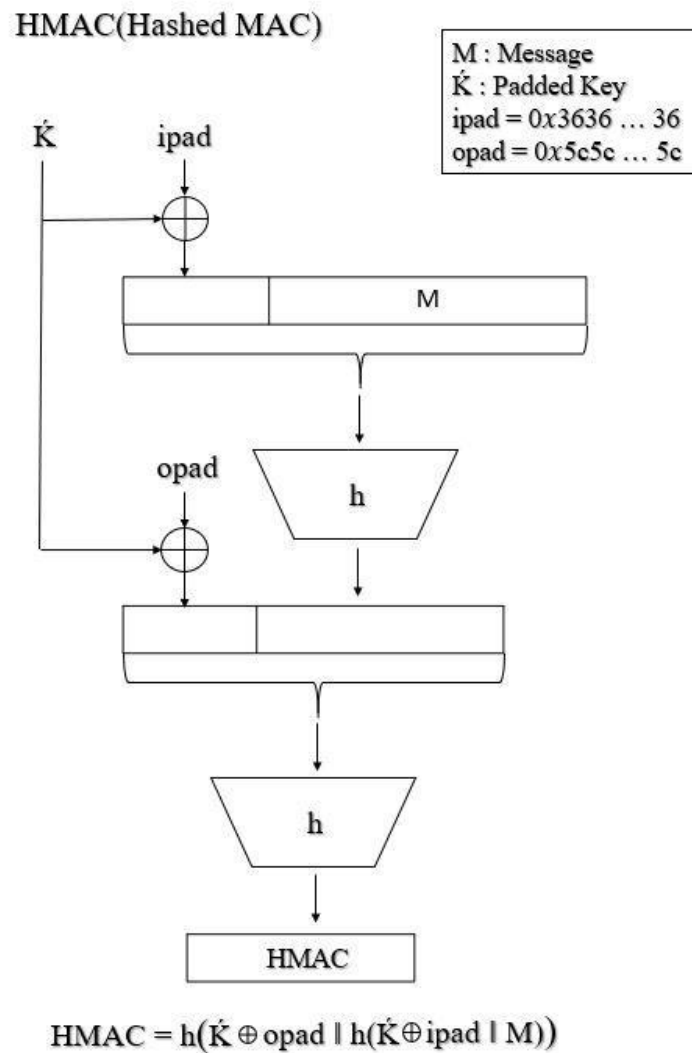 HMAC(Hashed MAC)
M : Message
Ḱ : Padded Key
ipad = 0x3636 … 36
opad = 0x5c5c … 5c
Ḱ
ipad
M
h
opad
h
HMAC
HMAC = h(Ḱ ⊕ opad ‖ h(Ḱ⊕ipad ‖ M))